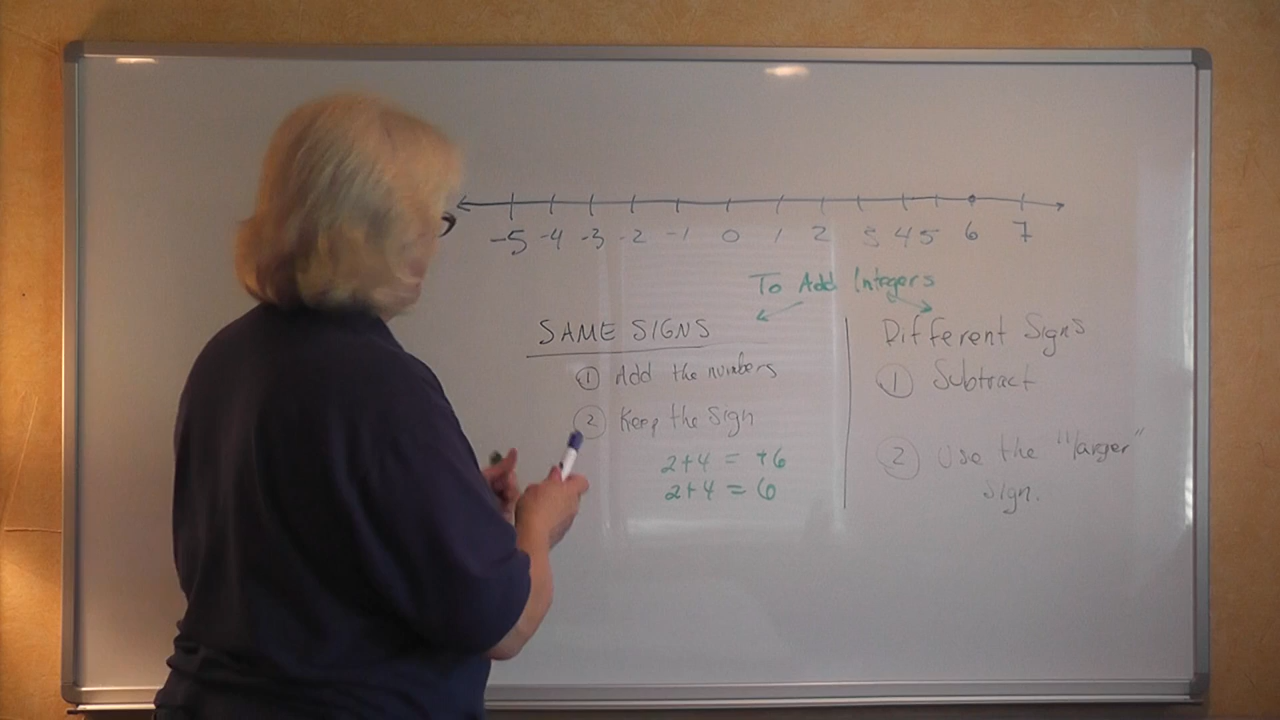 -5 -4 -3 -2 -1 0 1 2 3 4 5 6 7
To Add Integers
SAME SIGNS
1 Add the numbers
2 Keep the Sign
2+4 = +6
2+4 = 6
Different Signs
1 Subtract
2 Use the "larger"
Sign.